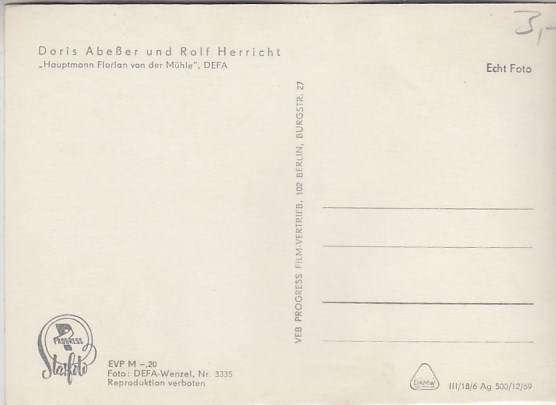 3,-
Doris Abeßer und Rolf Herricht
„Hauptmann Florian von der Mühle", DEFA
Echt Foto
VEB PROGRESS FILM-VERTRIEB, 102 BERLIN, BURGSTR. 27
PROGRESS
Starfoto
EVP M –,20
Foto: DEFA-Wenzel, Nr. 3335
Reproduktion verboten
III/18/6 Ag 500/12/69